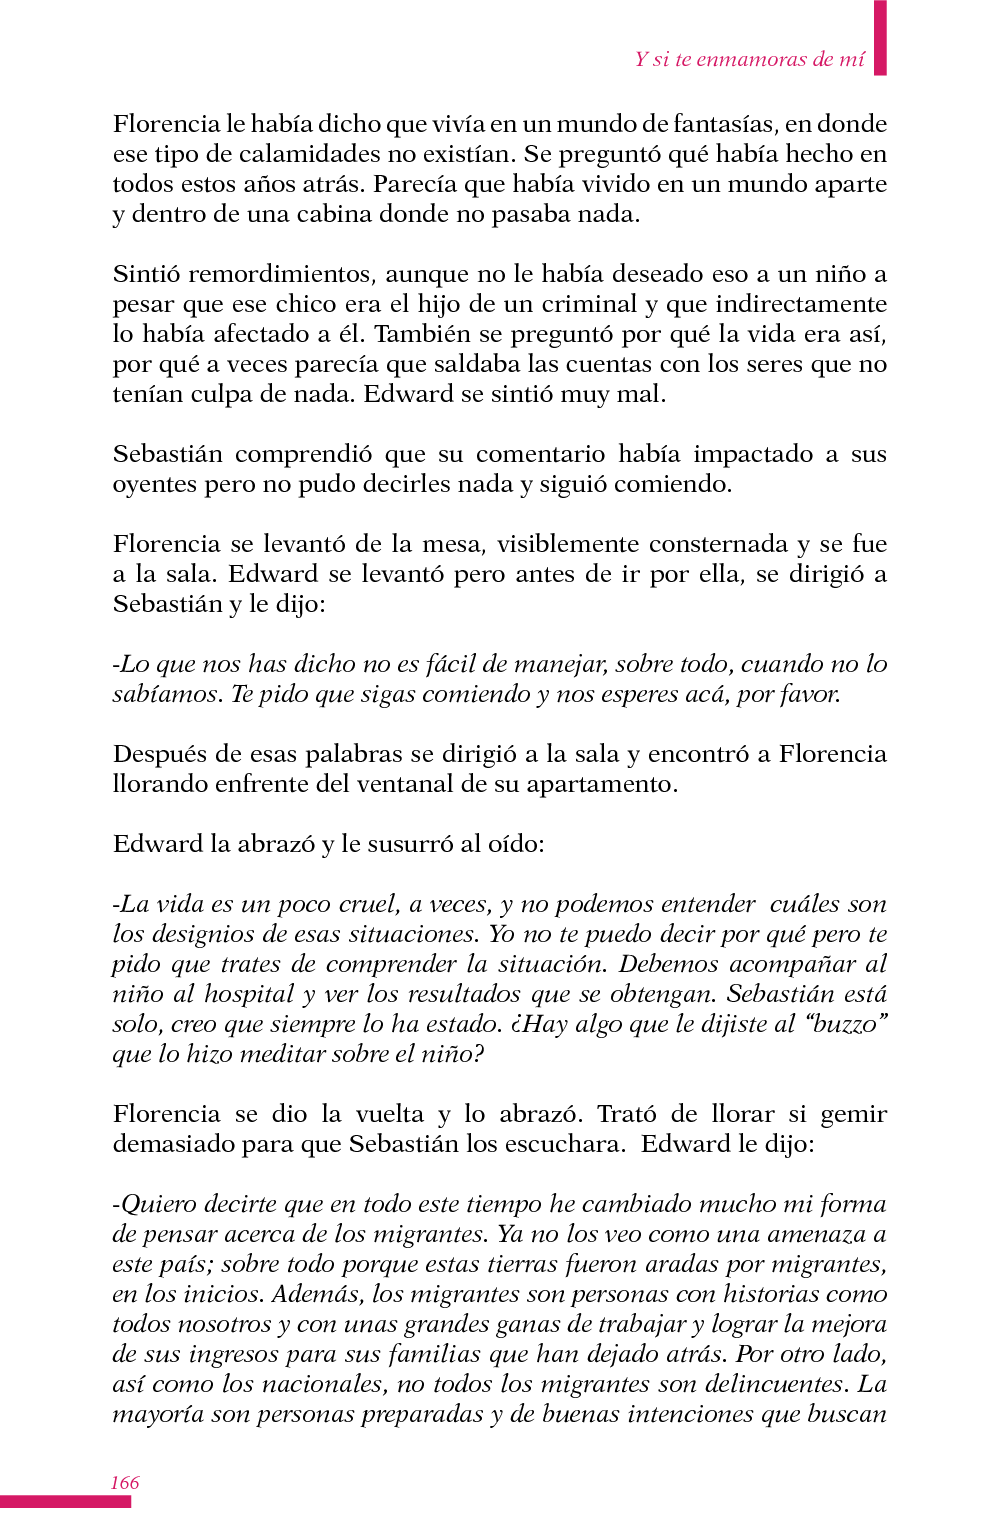 Y si te enmamoras de mí
Florencia le había dicho que vivía en un mundo de fantasías, en donde
ese tipo de calamidades no existían. Se preguntó qué había hecho en
todos estos años atrás. Parecía que había vivido en un mundo aparte
y dentro de una cabina donde no pasaba nada.
Sintió remordimientos, aunque no le había deseado eso a un niño a
pesar que ese chico era el hijo de un criminal y que indirectamente
lo había afectado a él. También se preguntó por qué la vida era así,
por qué a veces parecía que saldaba las cuentas con los seres que no
tenían culpa de nada. Edward se sintió muy mal.
Sebastián comprendió que su comentario había impactado a sus
oyentes pero no pudo decirles nada y siguió comiendo.
Florencia se levantó de la mesa, visiblemente consternada y se fue
a la sala. Edward se levantó pero antes de ir por ella, se dirigió a
Sebastián y le dijo:
-Lo que nos has dicho no es fácil de manejar, sobre todo, cuando no lo
sabíamos. Te pido que sigas comiendo y nos esperes acá, por favor.
Después de esas palabras se dirigió a la sala y encontró a Florencia
llorando enfrente del ventanal de su apartamento.
Edward la abrazó y le susurró al oído:
-La vida es un poco cruel, a veces, y no podemos entender  cuáles son
los designios de esas situaciones. Yo no te puedo decir por qué pero te
pido que trates de comprender la situación. Debemos acompañar al
niño al hospital y ver los resultados que se obtengan. Sebastián está
solo, creo que siempre lo ha estado. ¿Hay algo que le dijiste al “buzzo”
que lo hizo meditar sobre el niño?
Florencia se dio la vuelta y lo abrazó. Trató de llorar si gemir
demasiado para que Sebastián los escuchara.  Edward le dijo:
-Quiero decirte que en todo este tiempo he cambiado mucho mi forma
de pensar acerca de los migrantes. Ya no los veo como una amenaza a
este país; sobre todo porque estas tierras fueron aradas por migrantes,
en los inicios. Además, los migrantes son personas con historias como
todos nosotros y con unas grandes ganas de trabajar y lograr la mejora
de sus ingresos para sus familias que han dejado atrás. Por otro lado,
así como los nacionales, no todos los migrantes son delincuentes. La
mayoría son personas preparadas y de buenas intenciones que buscan
166